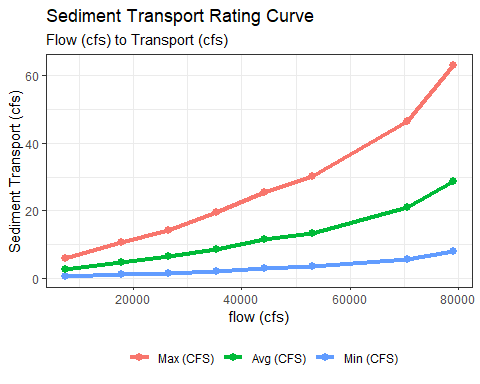 Sediment Transport Rating Curve
Flow (cfs) to Transport (cfs)
Sediment Transport (cfs)
60
40
20
0
20000 40000 60000 80000
flow (cfs)
Max (CFS) Avg (CFS) Min (CFS)